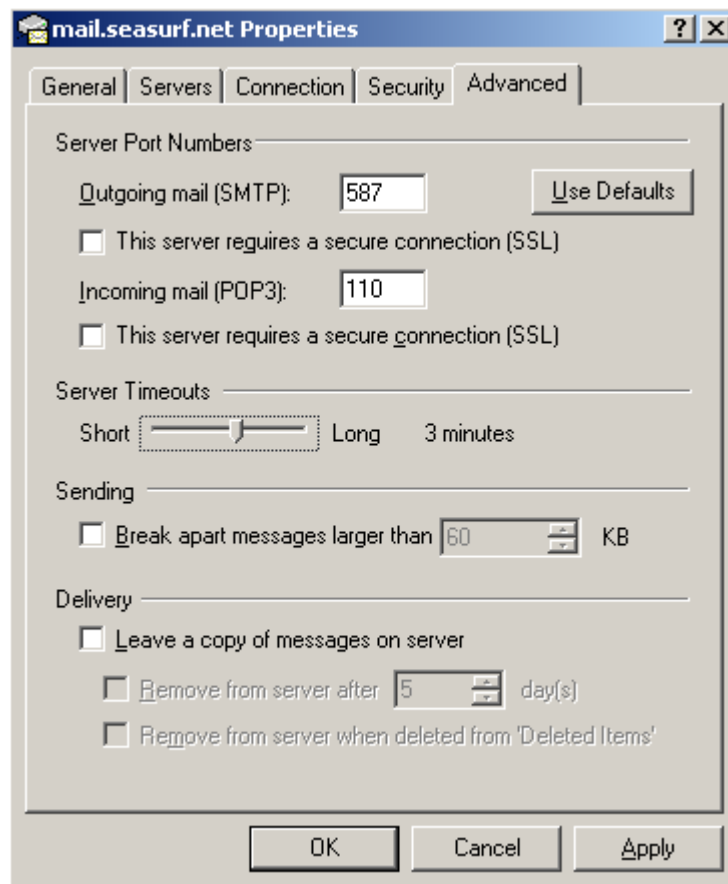 mail.seasurf.net Properties
General Servers Connection Security Advanced
Server Port Numbers
Outgoing mail (SMTP): 587 Use Defaults
This server requires a secure connection (SSL)
Incoming mail (POP3): 110
This server requires a secure connection (SSL)
Server Timeouts
Short Long 3 minutes
Sending
Break apart messages larger than 60 KB
Delivery
Leave a copy of messages on server
Remove from server after 5 day(s)
Remove from server when deleted from 'Deleted Items'
OK Cancel Apply